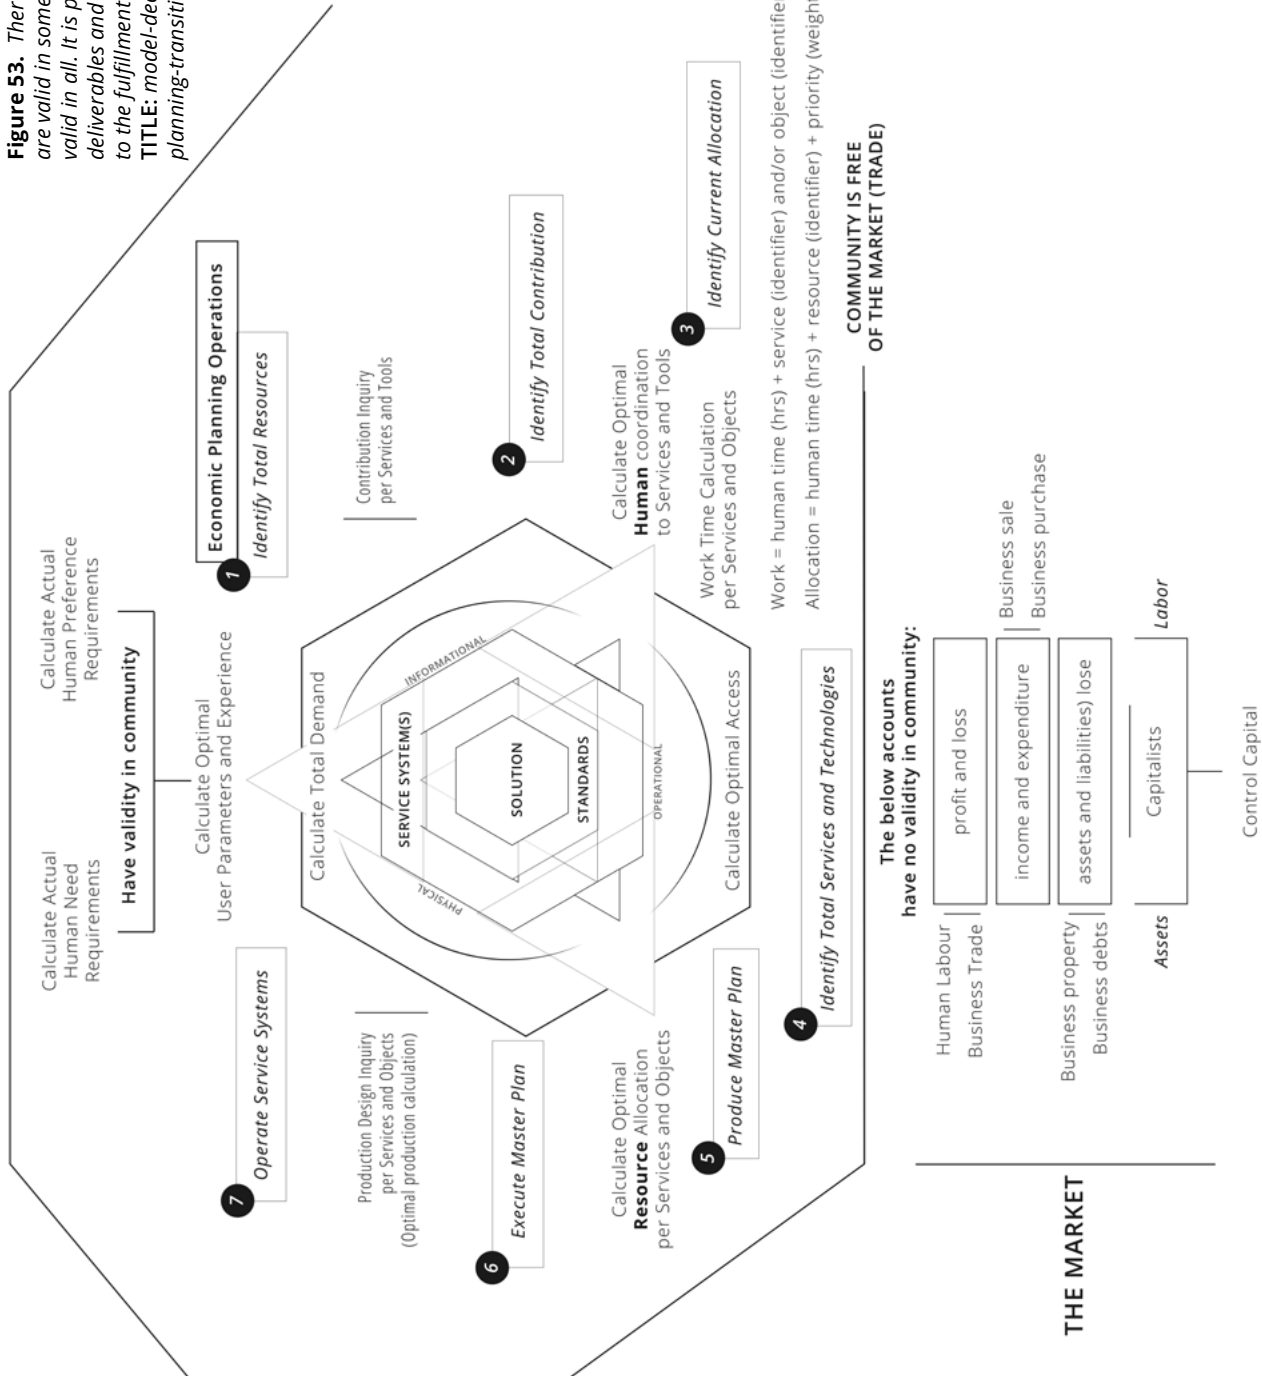 Figure 53. Ther
are valid in some
valid in all. It is p
deliverables and
to the fulfillment
TITLE: model-dec
planning-transiti
Calculate Actual
Human Need
Requirements
Calculate Actual
Human Preference
Requirements
Have validity in community
Calculate Optimal
User Parameters and Experience
Economic Planning Operations
1
Identify Total Resources
7
Operate Service Systems
Calculate Total Demand
Contribution Inquiry
per Services and Tools
Production Design Inquiry
per Services and Objects
(Optimal production calculation)
PHYSICAL
INFORMATIONAL
SERVICE SYSTEM(S)
SOLUTION
STANDARDS
OPERATIONAL
2
Identify Total Contribution
6
Execute Master Plan
Calculate Optimal
Human coordination
to Services and Tools
Calculate Optimal
Resource Allocation
per Services and Objects
3
Identify Current Allocation
Work Time Calculation
per Services and Objects
Calculate Optimal Access
5
Produce Master Plan
Work = human time (hrs) + service (identifier) and/or object (identifier
Allocation = human time (hrs) + resource (identifier) + priority (weight
4
Identify Total Services and Technologies
COMMUNITY IS FREE
OF THE MARKET (TRADE)
The below accounts
have no validity in community:
Human Labour
Business Trade
profit and loss
income and expenditure
Business sale
Business purchase
Business property
Business debts
assets and liabilities) lose
Assets
Capitalists
Labor
Control Capital
THE MARKET